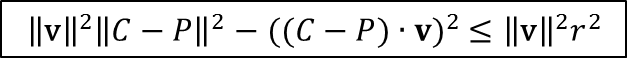 ‖𝐯‖²‖𝐶 − 𝑃‖² − ((𝐶 − 𝑃) ∙ 𝐯)² ≤ ‖𝐯‖²𝑟²